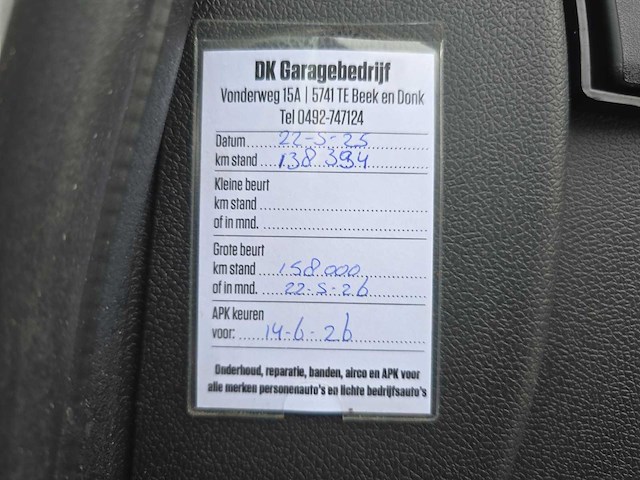 DK Garagebedrijf
Vonderweg 15A | 5741 TE Beek en Donk
Tel 0492-747124
Datum 22-5-25
km stand 138 394
Kleine beurt
km stand
of in mnd.
Grote beurt
km stand 158000
of in mnd. 22-5-26
APK keuren
voor: 14-6-26
Onderhoud, reparatie, banden, airco en APK voor
alle merken personenauto's en lichte bedrijfsauto's